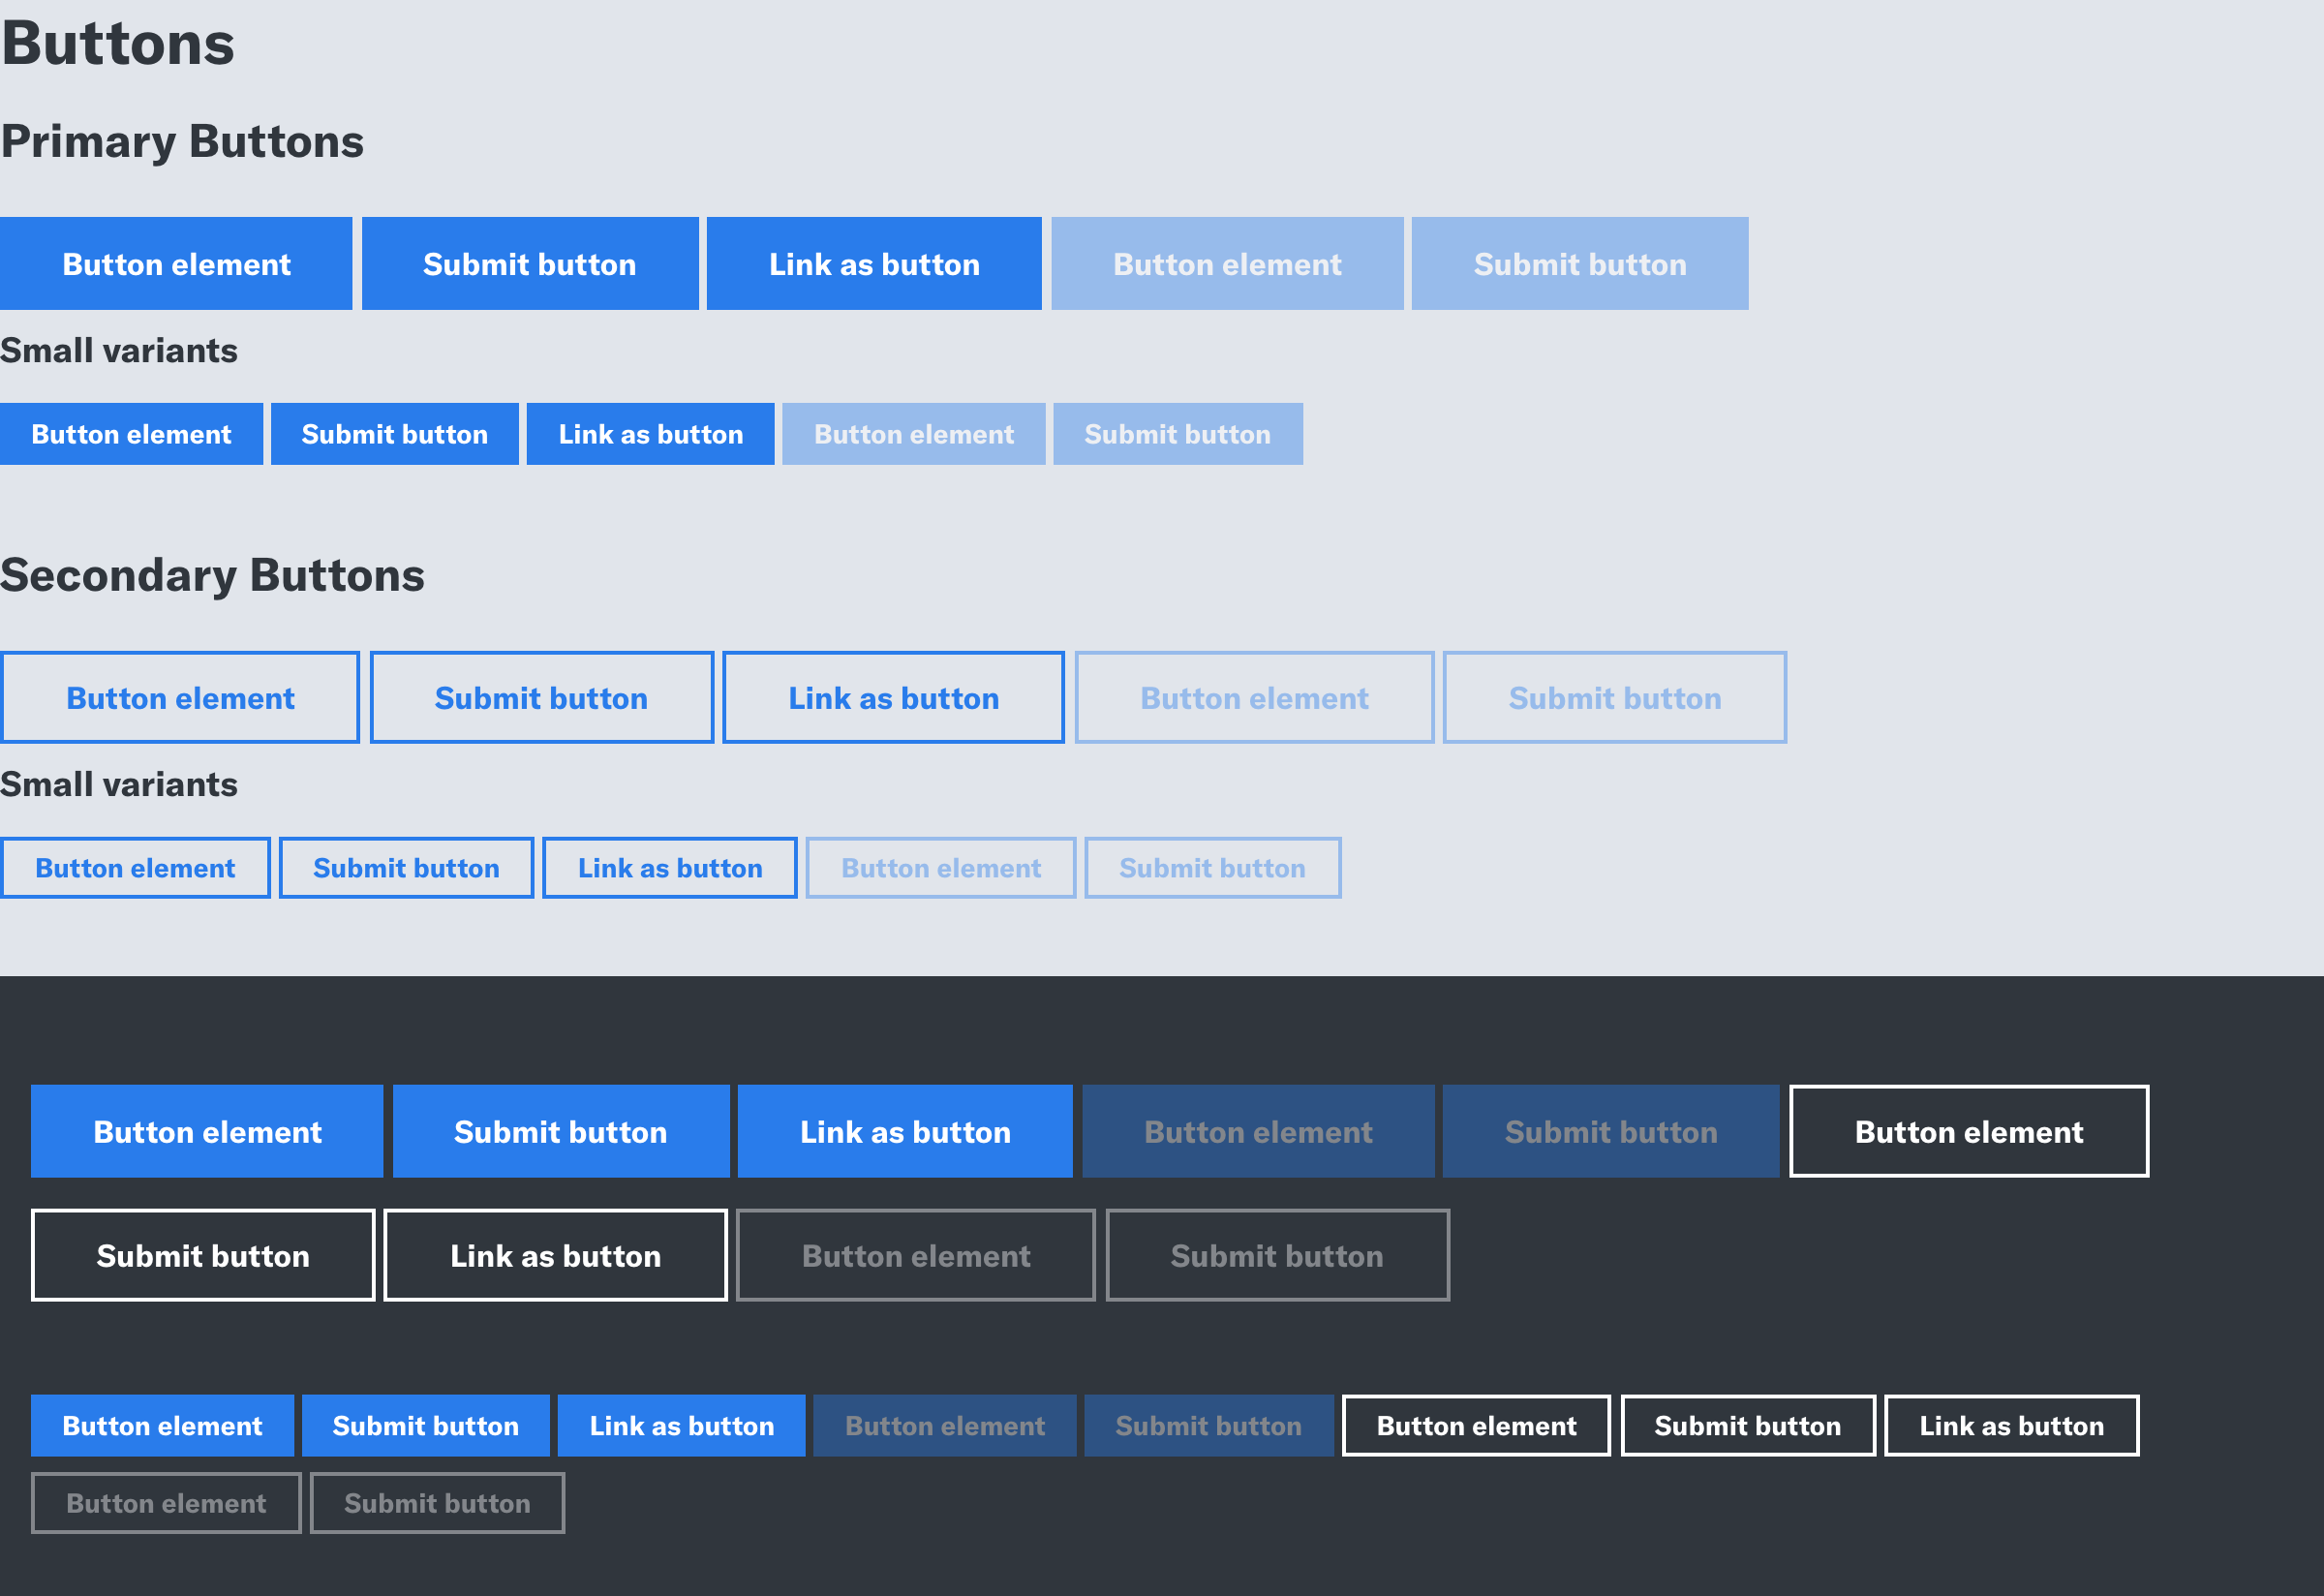 Buttons
Primary Buttons
Button element Submit button Link as button Button element Submit button
Small variants
Button element Submit button Link as button Button element Submit button
Secondary Buttons
Button element Submit button Link as button Button element Submit button
Small variants
Button element Submit button Link as button Button element Submit button
Button element Submit button Link as button Button element Submit button Button element
Submit button Link as button Button element Submit button
Button element Submit button Link as button Button element Submit button Button element Submit button Link as button
Button element Submit button